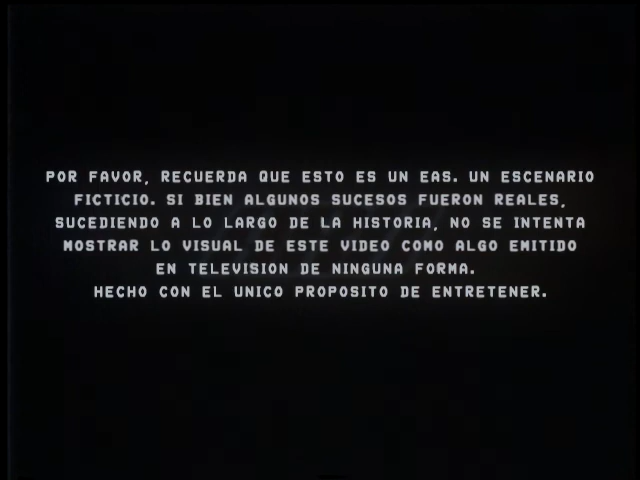 POR FAVOR, RECUERDA QUE ESTO ES UN EAS. UN ESCENARIO
FICTICIO. SI BIEN ALGUNOS SUCESOS FUERON REALES,
SUCEDIENDO A LO LARGO DE LA HISTORIA, NO SE INTENTA
MOSTRAR LO VISUAL DE ESTE VIDEO COMO ALGO EMITIDO
EN TELEVISION DE NINGUNA FORMA.
HECHO CON EL UNICO PROPOSITO DE ENTRETENER.